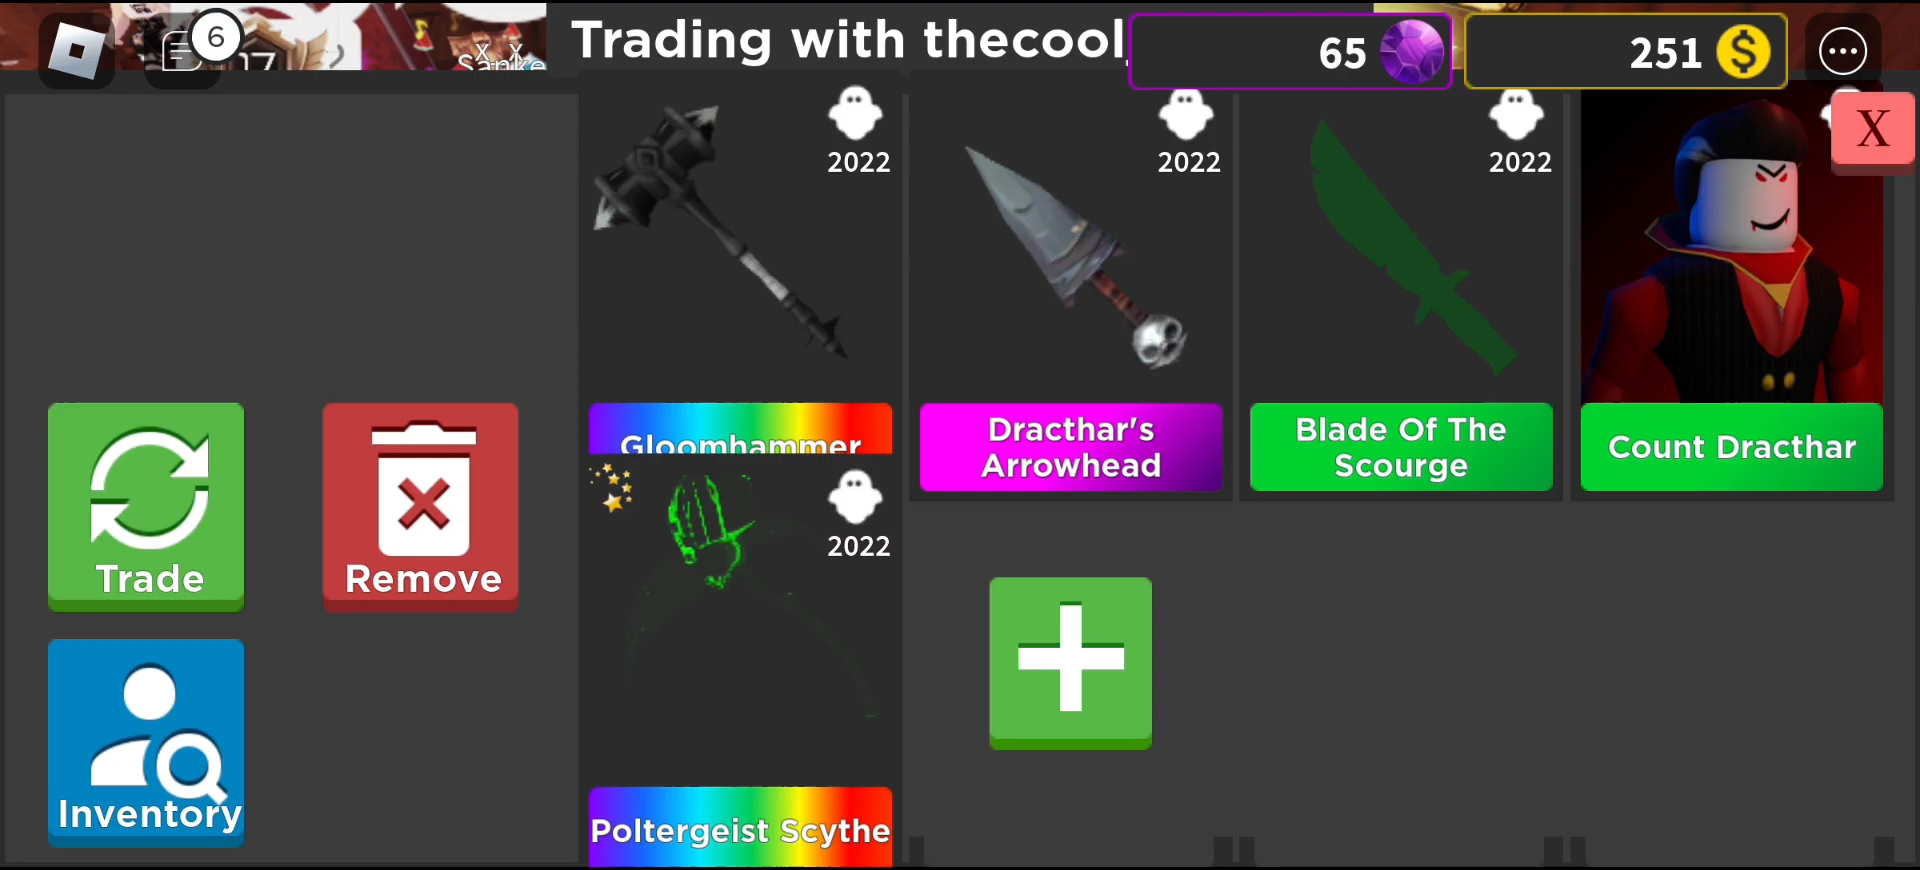 Trading with thecool
6
17
65
251
$
X
2022
2022
2022
Gloomhammer
Dracthar's
Arrowhead
Blade Of The
Scourge
Count Dracthar
2022
Poltergeist Scythe
Trade
Remove
Inventory